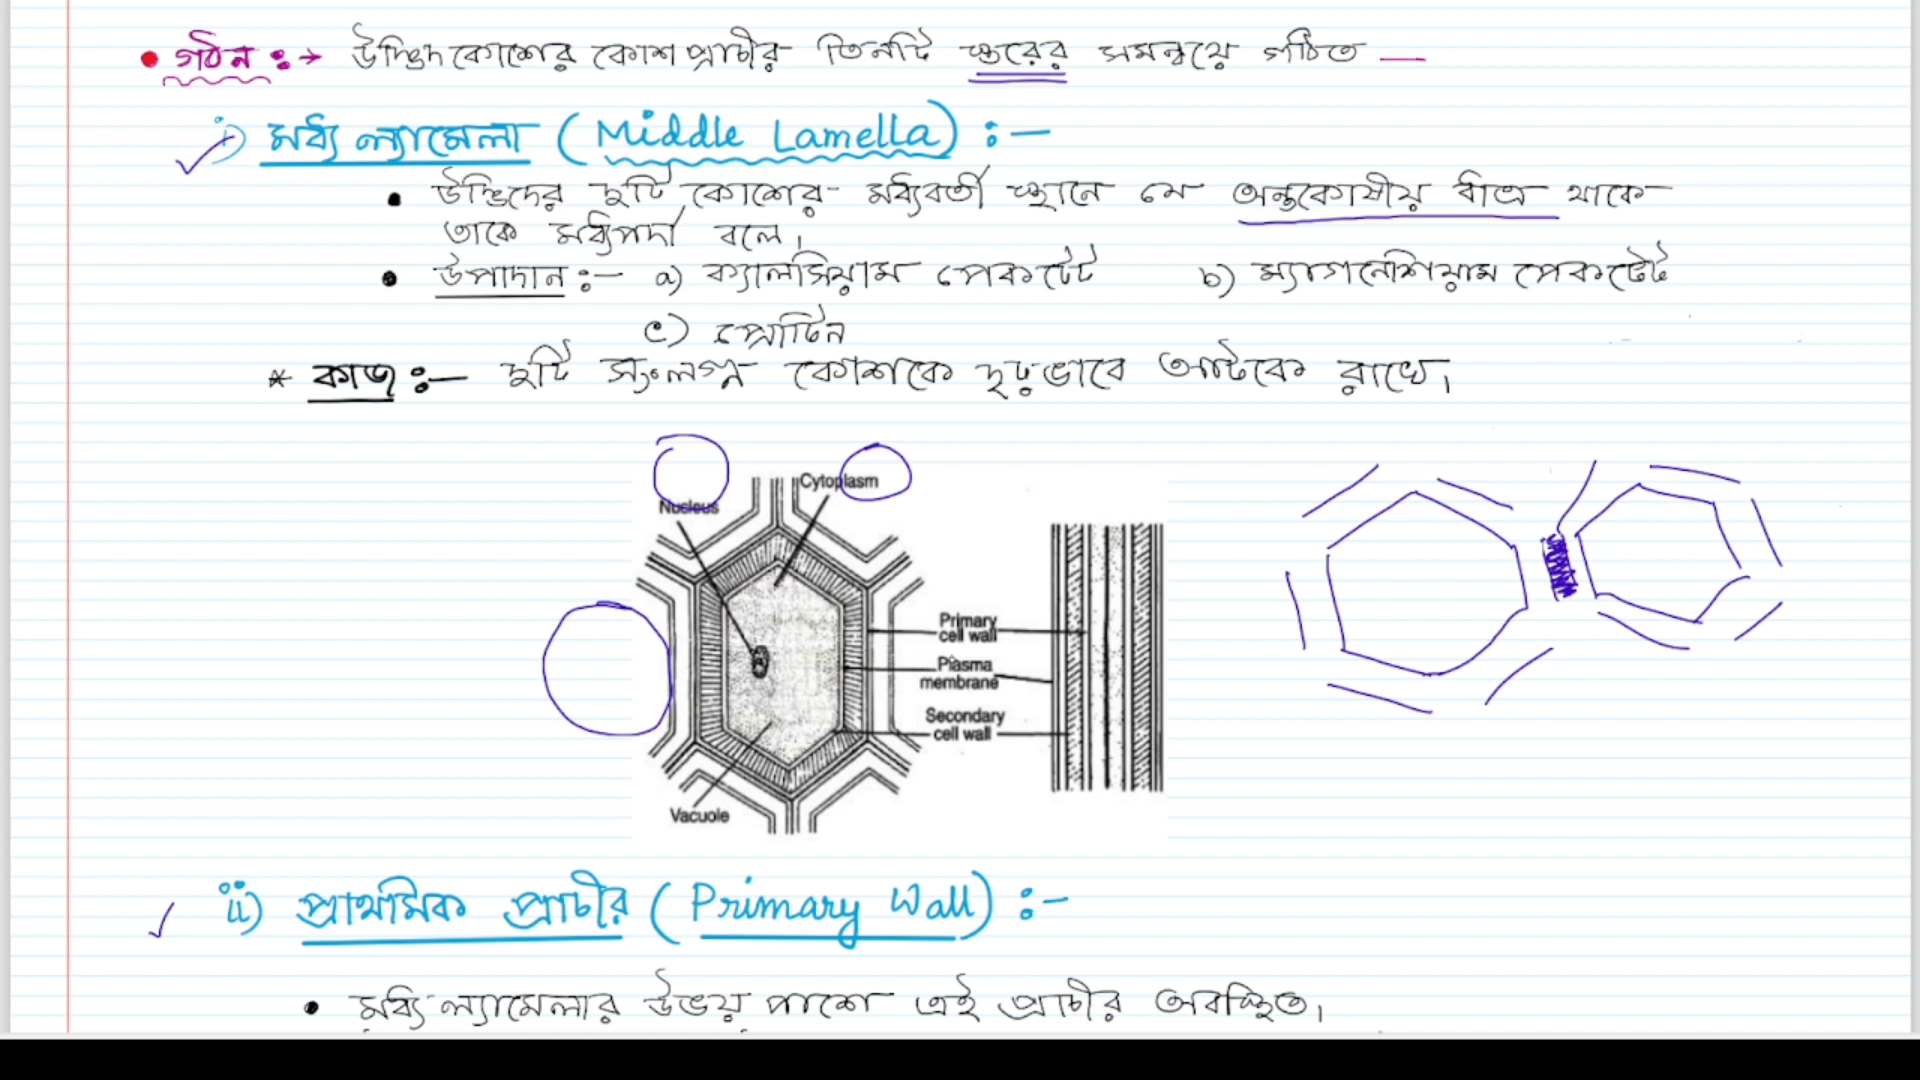 • গঠন :→ উদ্ভিদ কোশের কোশ প্রাচীর তিনটি স্তরের সমন্বয়ে গঠিত —
i) মধ্য ল্যামেলা (Middle Lamella) :—
• উদ্ভিদের দুটি কোশের মধ্যবর্তী স্থানে যে অন্তকোষীয় ধাত্র থাকে
তাকে মধ্যপর্দা বলে।
• উপাদান :— a) ক্যালসিয়াম পেকটেট b) ম্যাগনেশিয়াম পেকটেট
c) প্রোটিন
* কাজ :— দুটি সংলগ্ন কোশকে দৃঢ়ভাবে আটকে রাখে।
Cytoplasm
Nucleus
Primary
cell wall
Plasma
membrane
Secondary
cell wall
Vacuole
ii) প্রাথমিক প্রাচীর (Primary Wall) :—
• মধ্য ল্যামেলার উভয় পাশে এই প্রাচীর অবস্থিত।